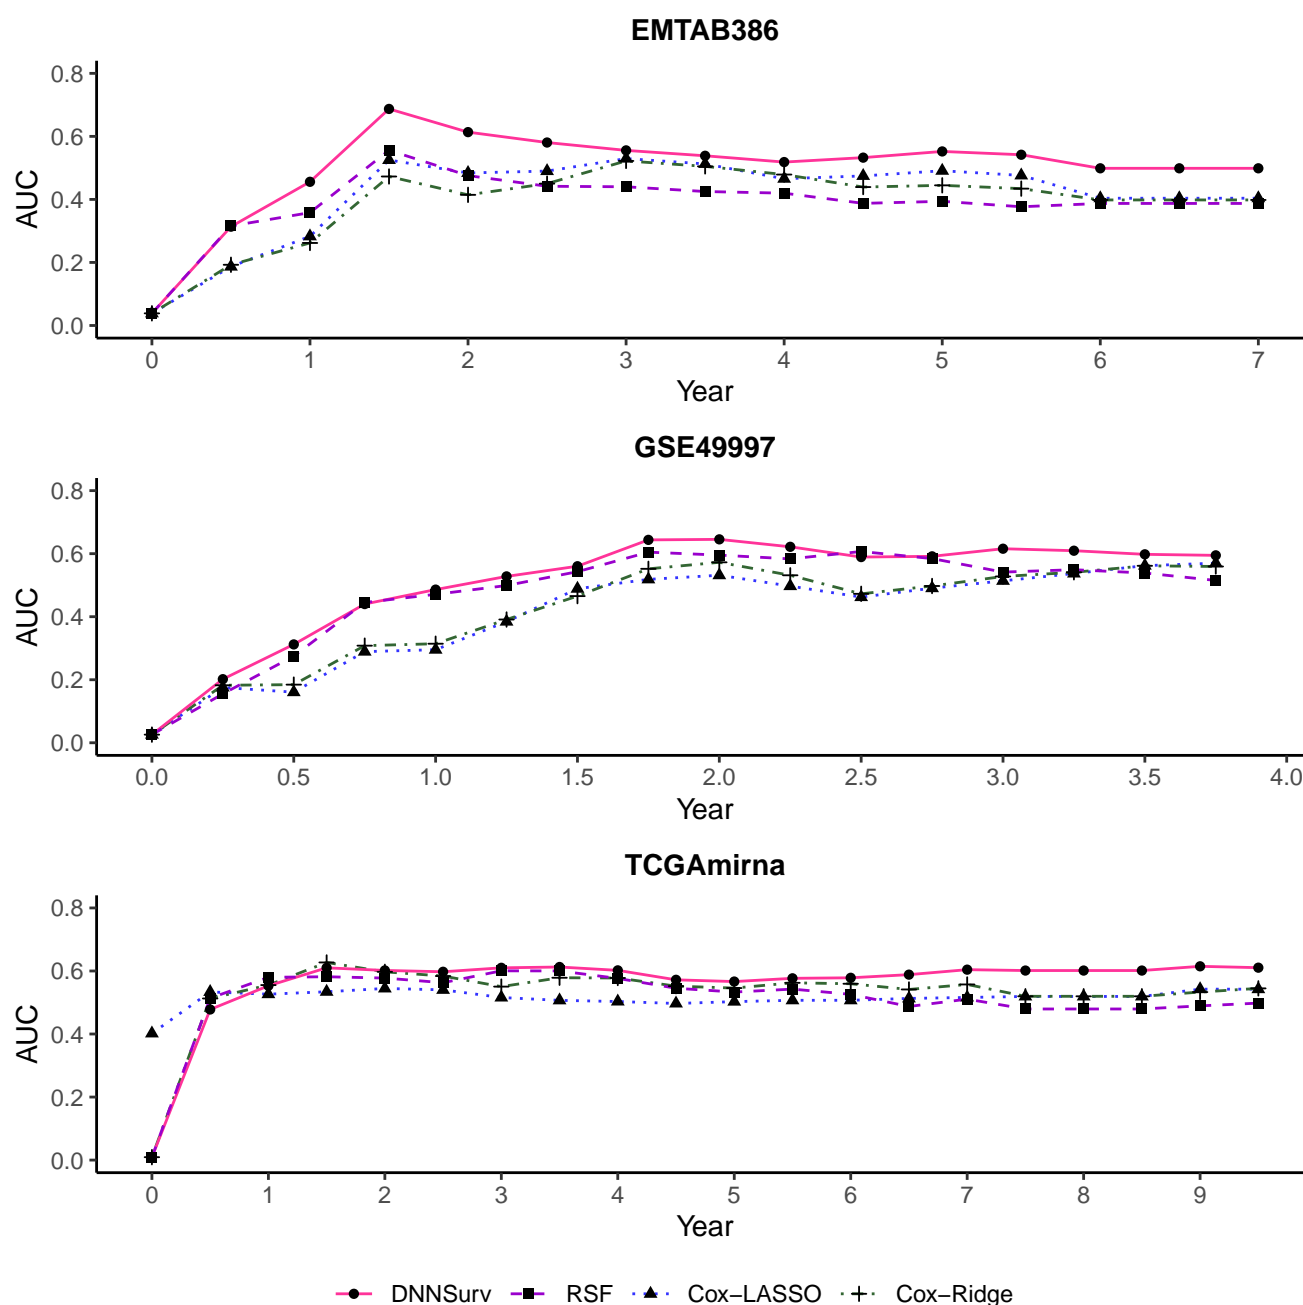 EMTAB386
0.8
0.6
0.4
0.2
0.0
AUC
0 1 2 3 4 5 6 7
Year
GSE49997
0.8
0.6
0.4
0.2
0.0
AUC
0.0 0.5 1.0 1.5 2.0 2.5 3.0 3.5 4.0
Year
TCGAmirna
0.8
0.6
0.4
0.2
0.0
AUC
0 1 2 3 4 5 6 7 8 9
Year
DNNSurv RSF Cox−LASSO Cox−Ridge